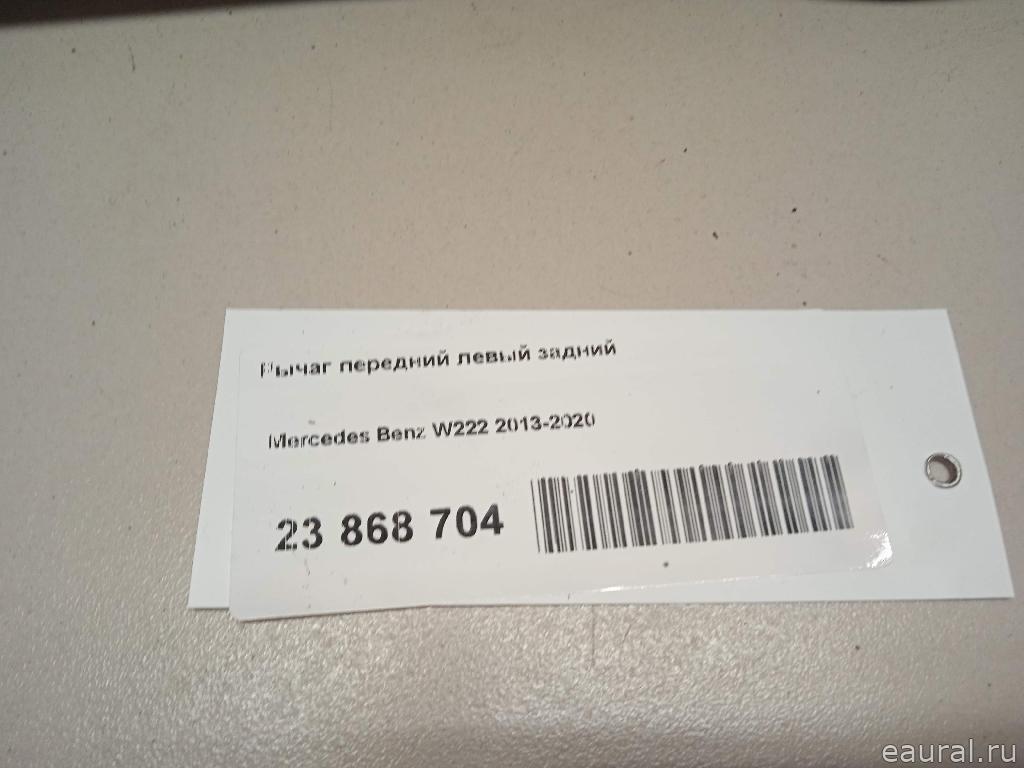 Рычаг передний левый задний
Mercedes Benz W222 2013-2020
23 868 704
eaural.ru